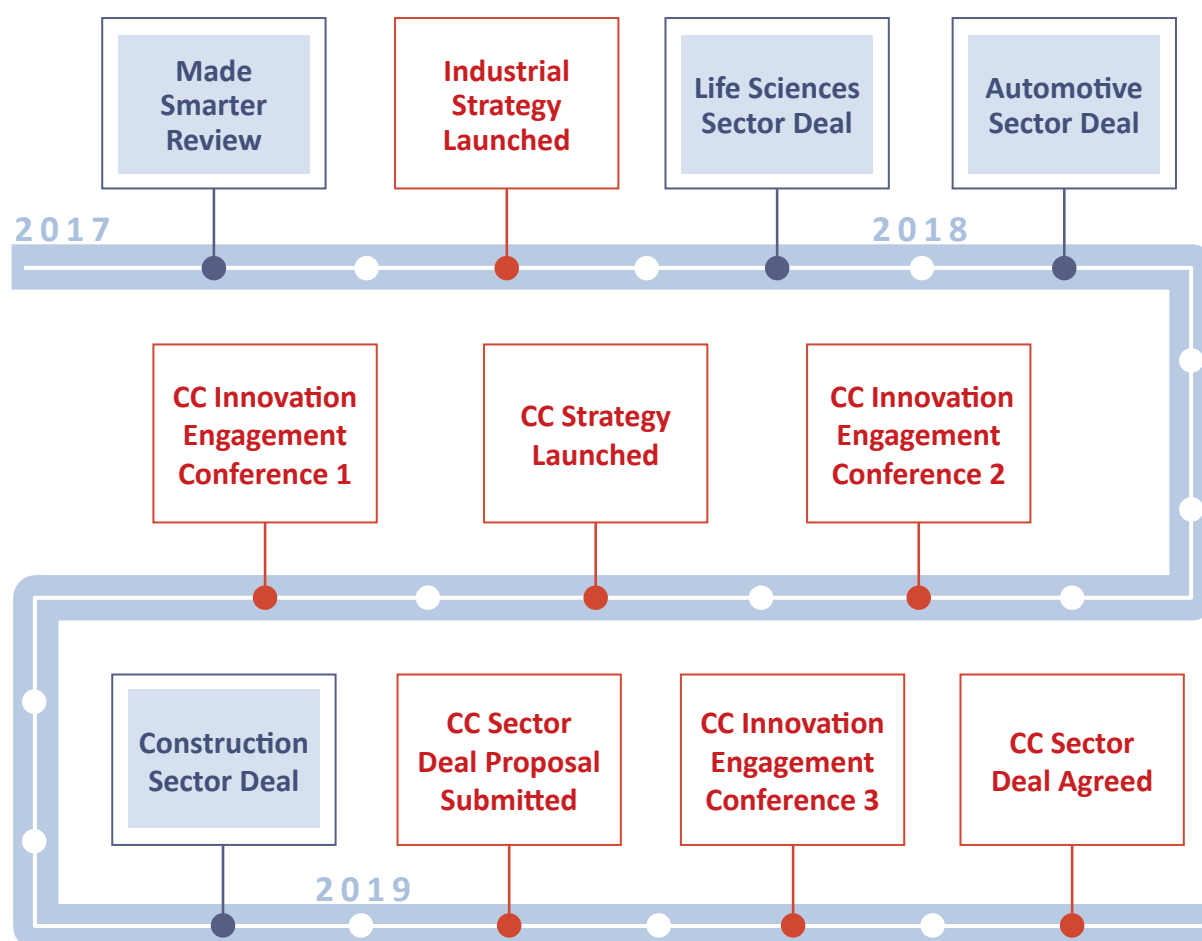 Made
Smarter
Review
Industrial
Strategy
Launched
Life Sciences
Sector Deal
Automotive
Sector Deal
2017
2018
CC Innovation
Engagement
Conference 1
CC Strategy
Launched
CC Innovation
Engagement
Conference 2
Construction
Sector Deal
CC Sector
Deal Proposal
Submitted
CC Innovation
Engagement
Conference 3
CC Sector
Deal Agreed
2019